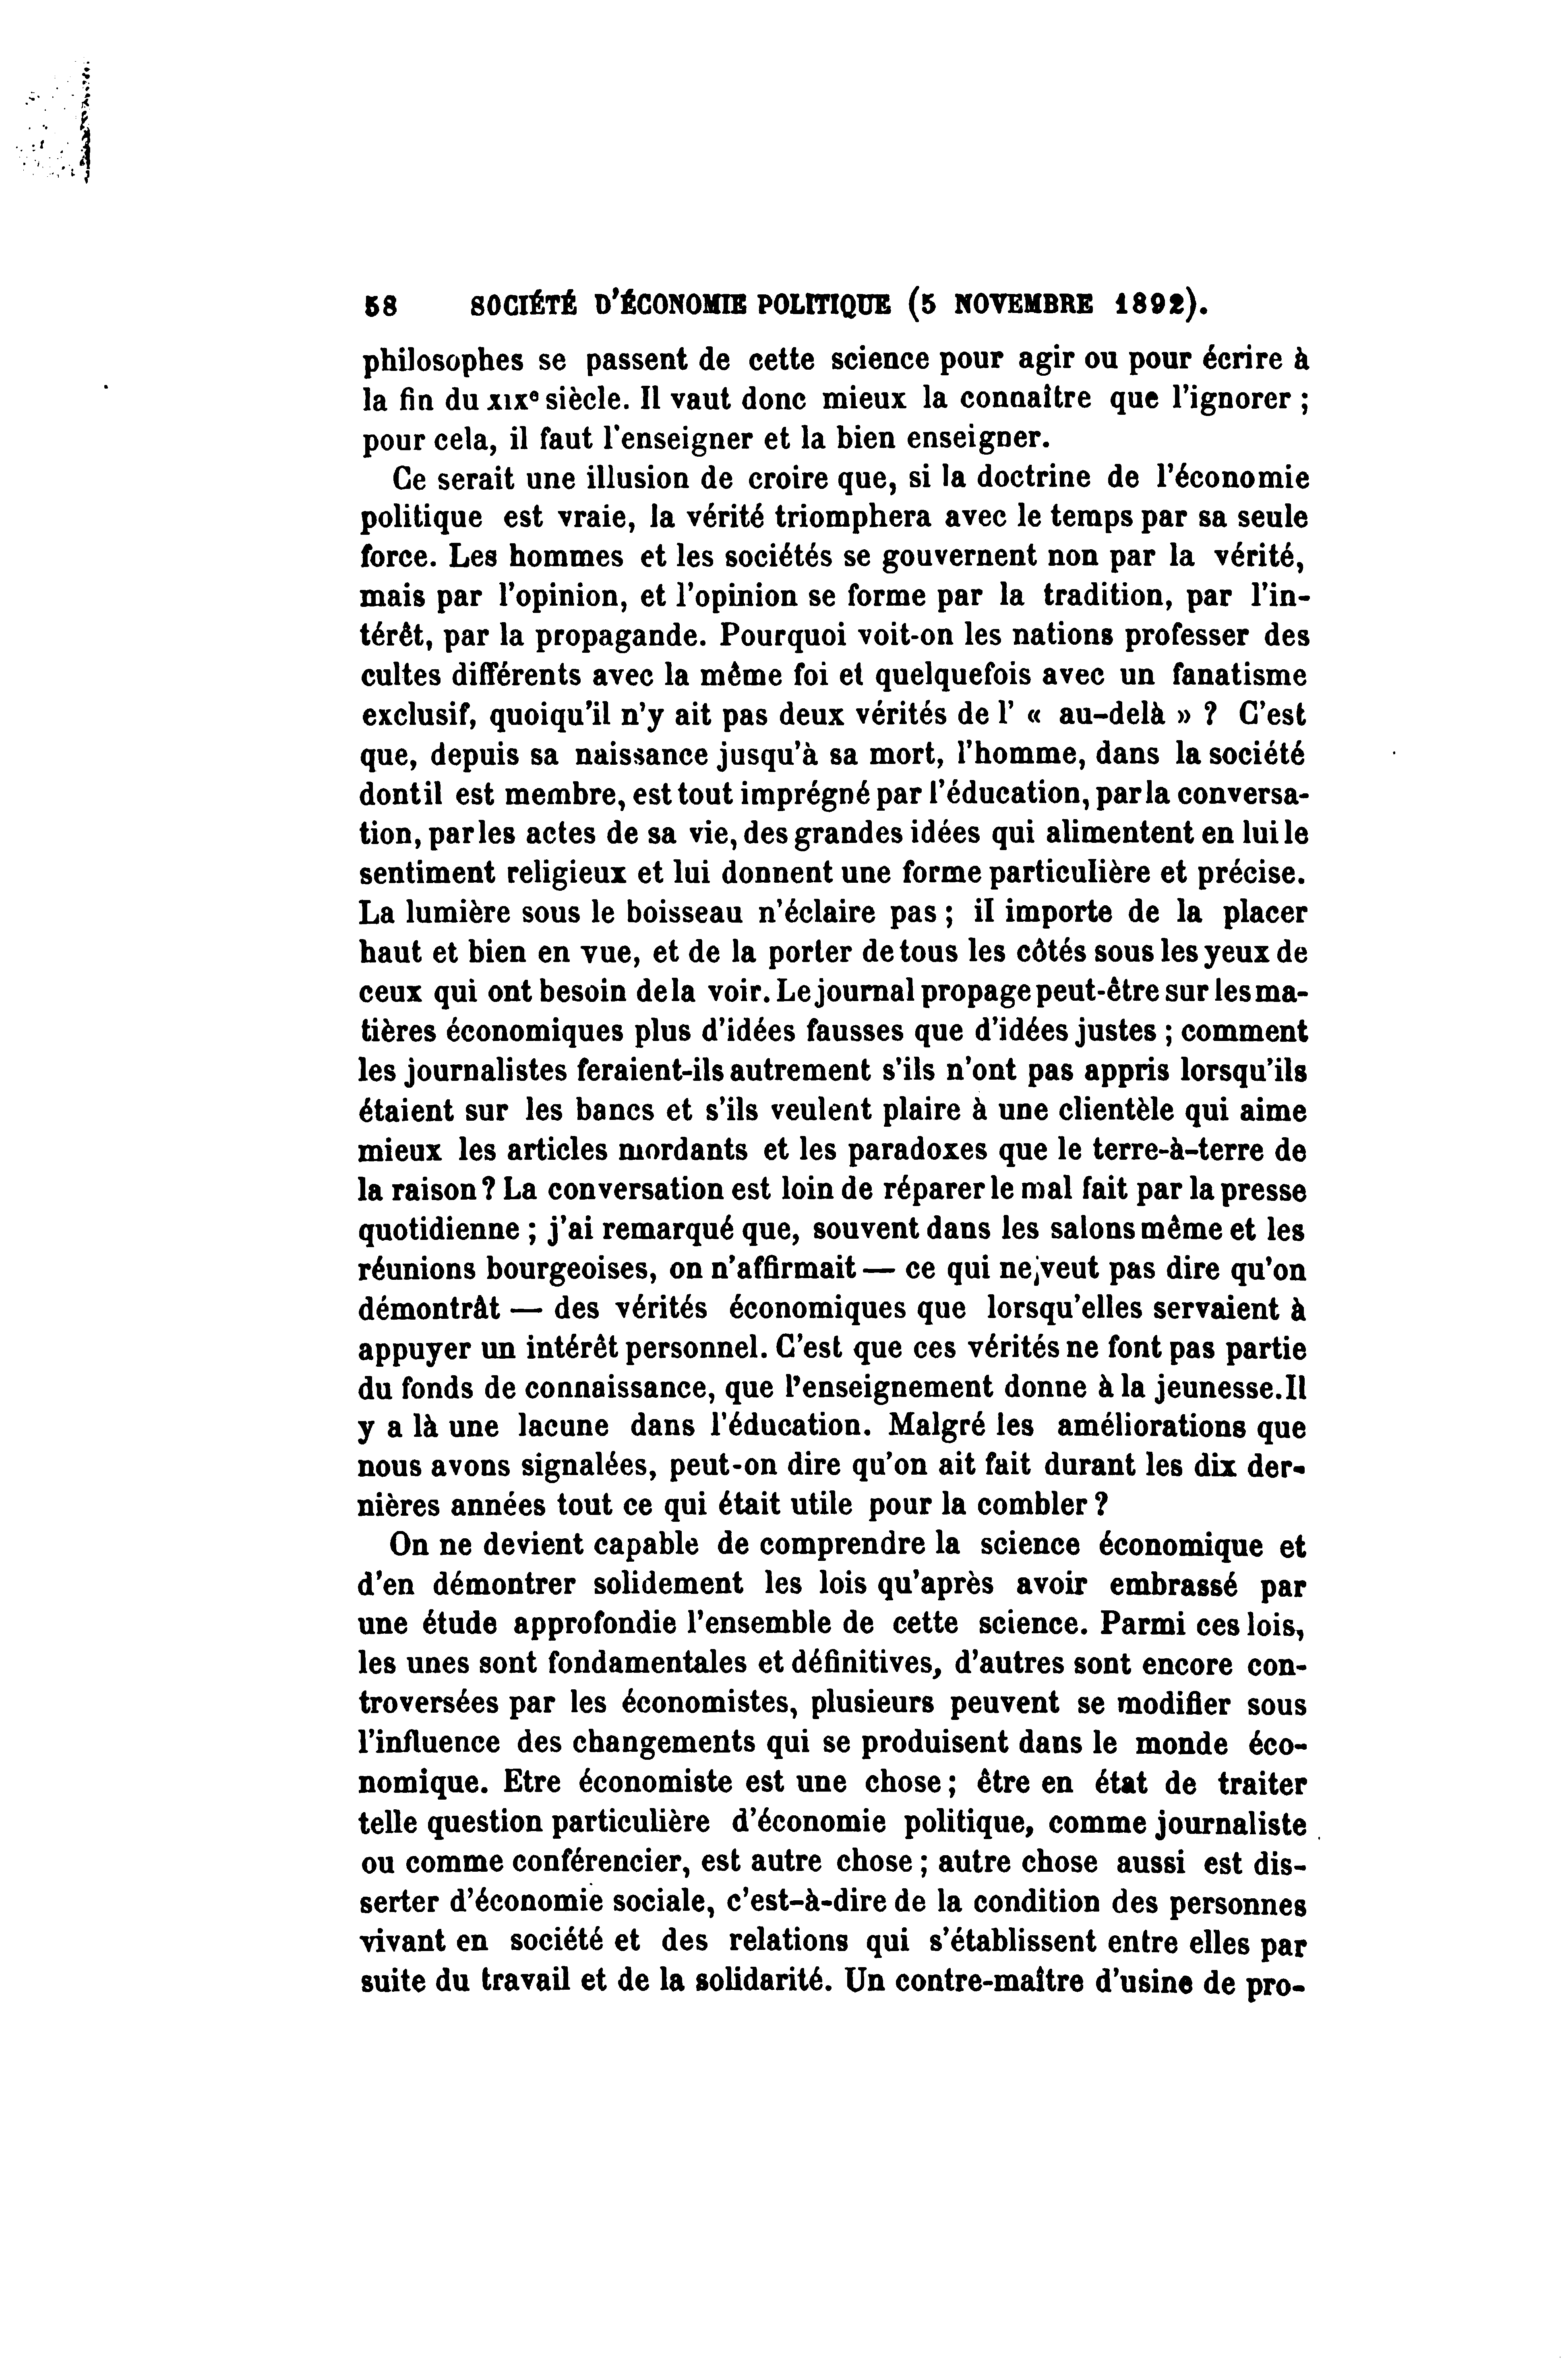 58 SOCIÉTÉ D'ÉCONOMIE POLITIQUE (5 NOVEMBRE 1892).
philosophes se passent de cette science pour agir ou pour écrire à
la fin du XIXe siècle. Il vaut donc mieux la connaître que l'ignorer ;
pour cela, il faut l'enseigner et la bien enseigner.
Ce serait une illusion de croire que, si la doctrine de l'économie
politique est vraie, la vérité triomphera avec le temps par sa seule
force. Les hommes et les sociétés se gouvernent non par la vérité,
mais par l'opinion, et l'opinion se forme par la tradition, par l'in-
térêt, par la propagande. Pourquoi voit-on les nations professer des
cultes différents avec la même foi et quelquefois avec un fanatisme
exclusif, quoiqu'il n'y ait pas deux vérités de l' « au-delà » ? C'est
que, depuis sa naissance jusqu'à sa mort, l'homme, dans la société
dont il est membre, est tout imprégné par l'éducation, par la conversa-
tion, par les actes de sa vie, des grandes idées qui alimentent en lui le
sentiment religieux et lui donnent une forme particulière et précise.
La lumière sous le boisseau n'éclaire pas ; il importe de la placer
haut et bien en vue, et de la porter de tous les côtés sous les yeux de
ceux qui ont besoin de la voir. Le journal propage peut-être sur les ma-
tières économiques plus d'idées fausses que d'idées justes ; comment
les journalistes feraient-ils autrement s'ils n'ont pas appris lorsqu'ils
étaient sur les bancs et s'ils veulent plaire à une clientèle qui aime
mieux les articles mordants et les paradoxes que le terre-à-terre de
la raison ? La conversation est loin de réparer le mal fait par la presse
quotidienne ; j'ai remarqué que, souvent dans les salons même et les
réunions bourgeoises, on n'affirmait — ce qui ne veut pas dire qu'on
démontrât — des vérités économiques que lorsqu'elles servaient à
appuyer un intérêt personnel. C'est que ces vérités ne font pas partie
du fonds de connaissance, que l'enseignement donne à la jeunesse. Il
y a là une lacune dans l'éducation. Malgré les améliorations que
nous avons signalées, peut-on dire qu'on ait fait durant les dix der-
nières années tout ce qui était utile pour la combler ?
On ne devient capable de comprendre la science économique et
d'en démontrer solidement les lois qu'après avoir embrassé par
une étude approfondie l'ensemble de cette science. Parmi ces lois,
les unes sont fondamentales et définitives, d'autres sont encore con-
troversées par les économistes, plusieurs peuvent se modifier sous
l'influence des changements qui se produisent dans le monde éco-
nomique. Etre économiste est une chose ; être en état de traiter
telle question particulière d'économie politique, comme journaliste
ou comme conférencier, est autre chose ; autre chose aussi est dis-
serter d'économie sociale, c'est-à-dire de la condition des personnes
vivant en société et des relations qui s'établissent entre elles par
suite du travail et de la solidarité. Un contre-maître d'usine de pro-